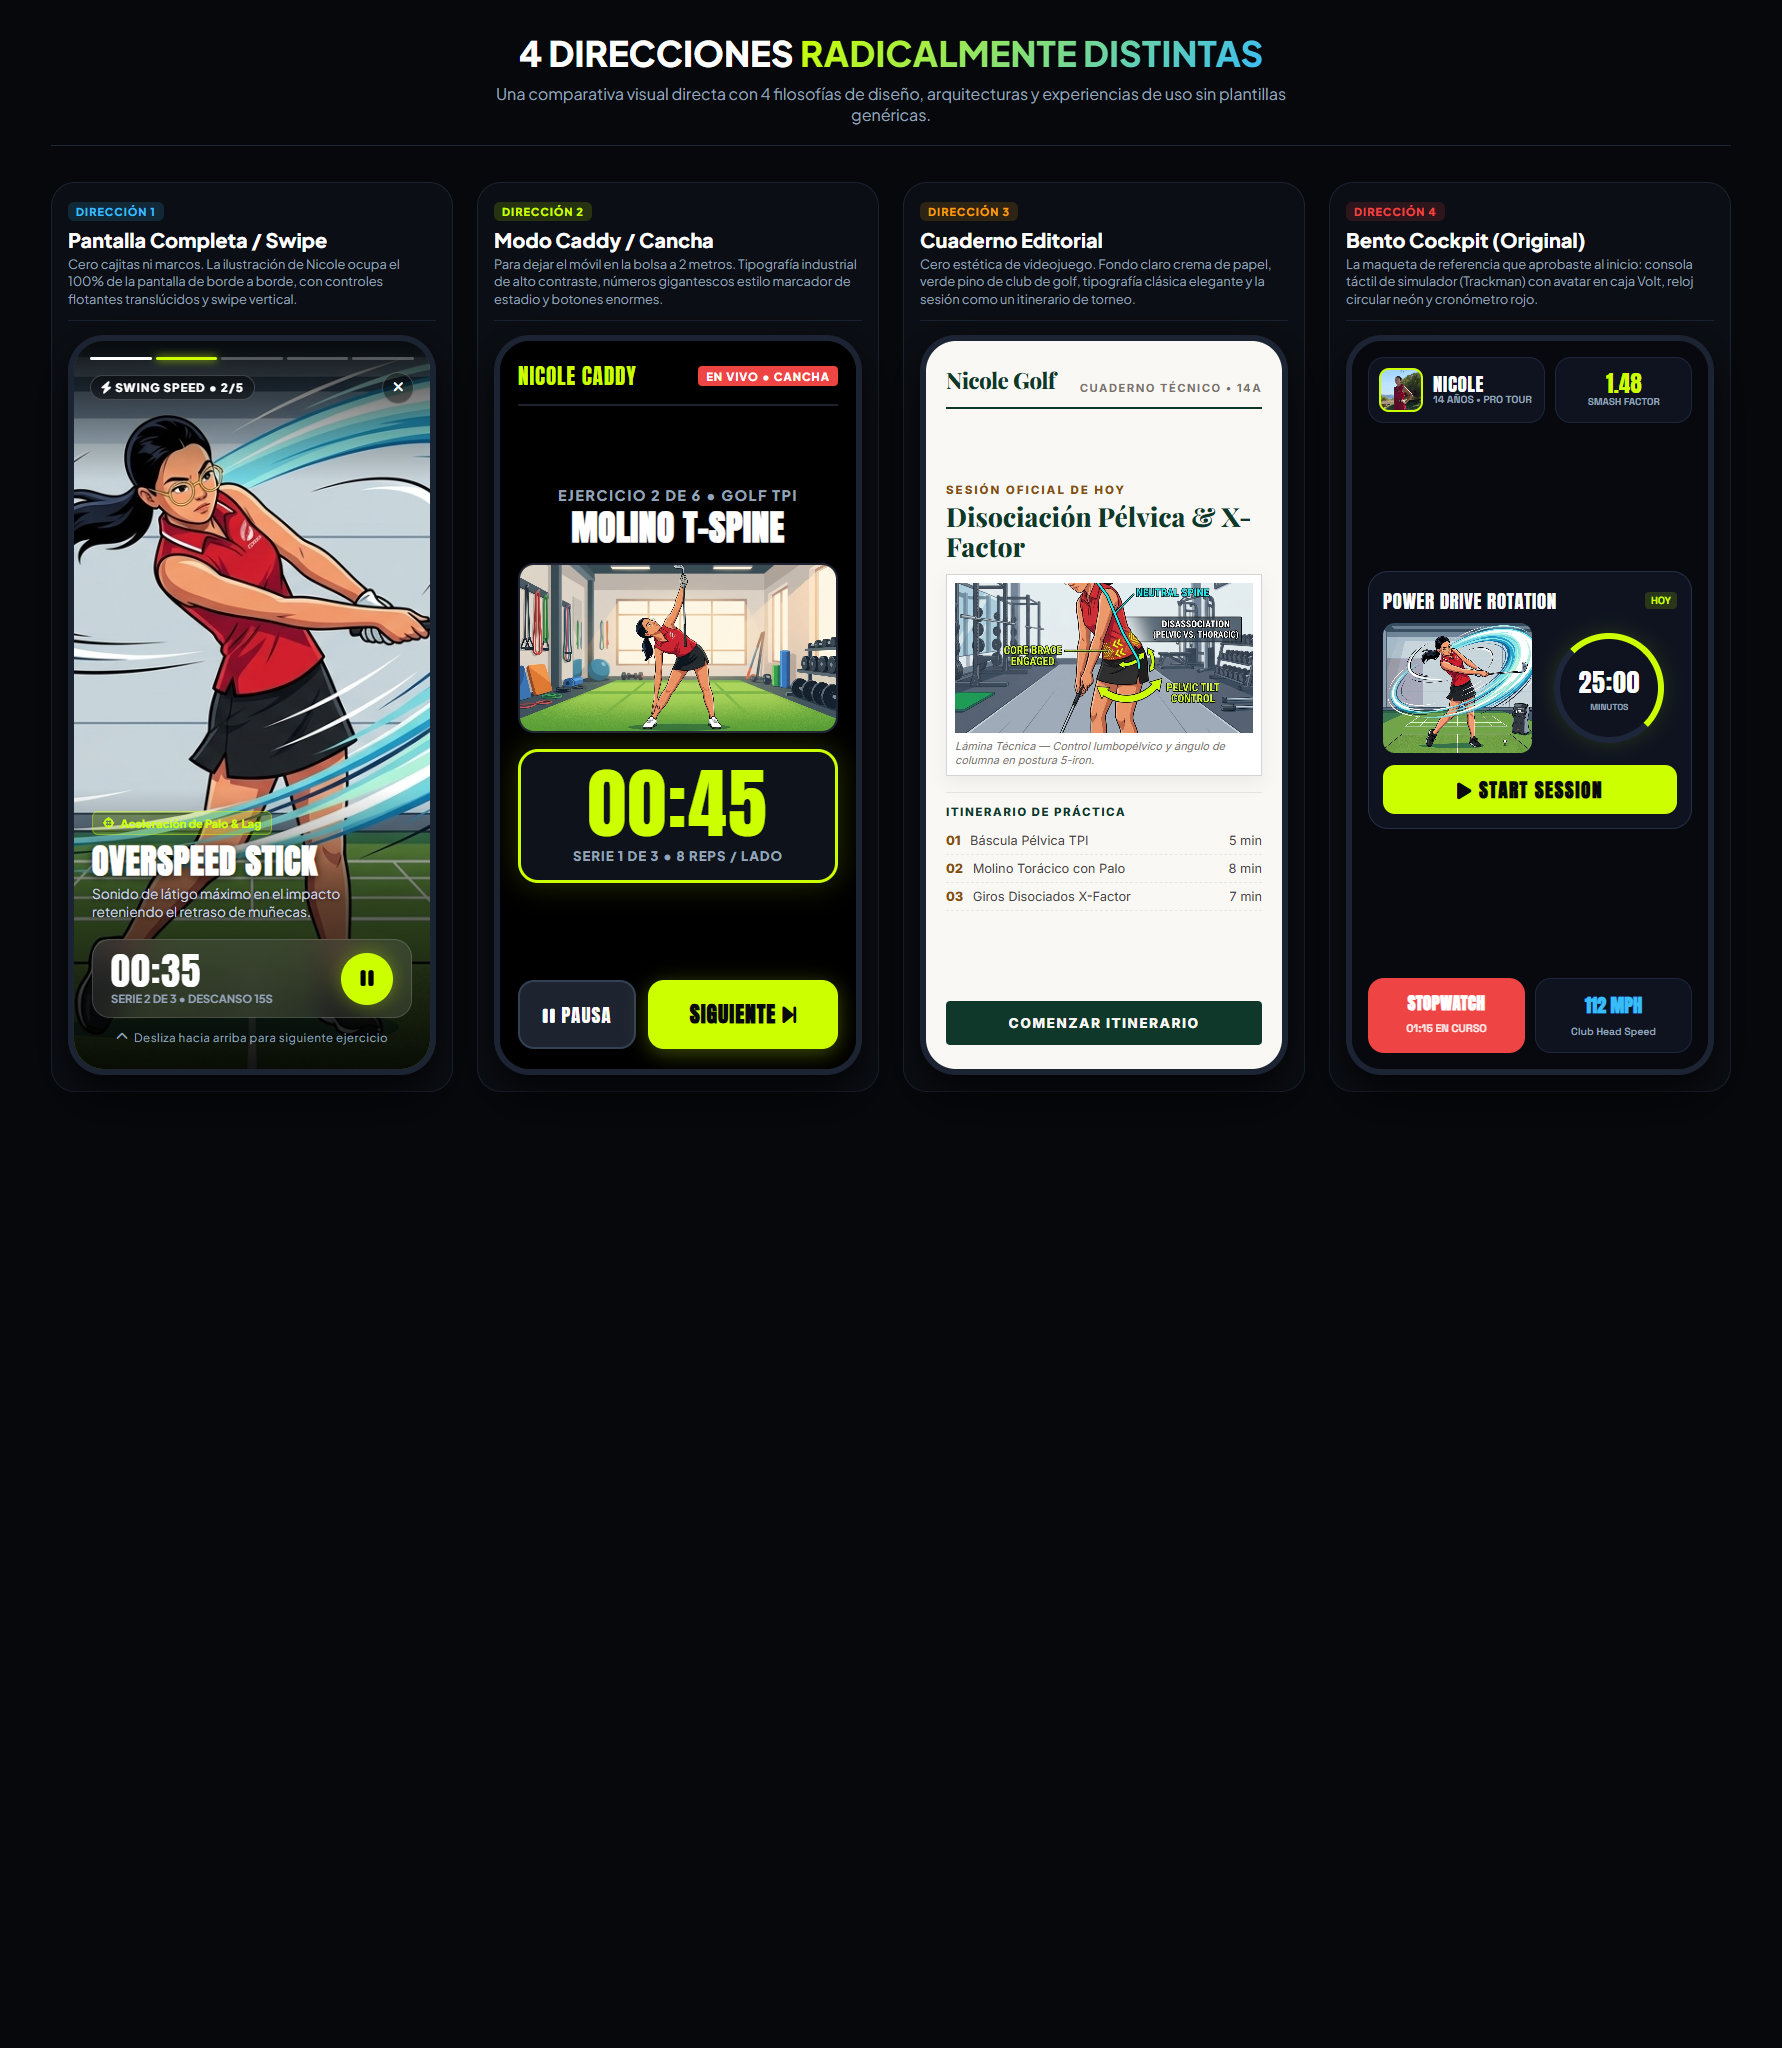 4 DIRECCIONES RADICALMENTE DISTINTAS
Una comparativa visual directa con 4 filosofías de diseño, arquitecturas y experiencias de uso sin plantillas
genéricas.
DIRECCIÓN 1
Pantalla Completa / Swipe
Cero cajitas ni marcos. La ilustración de Nicole ocupa el
100% de la pantalla de borde a borde, con controles
flotantes translúcidos y swipe vertical.
SWING SPEED • 2/5
Aceleración de Palo & Lag
OVERSPEED STICK
Sonido de látigo máximo en el impacto
reteniendo el retraso de muñecas.
00:35
SERIE 2 DE 3 • DESCANSO 15S
Desliza hacia arriba para siguiente ejercicio
DIRECCIÓN 2
Modo Caddy / Cancha
Para dejar el móvil en la bolsa a 2 metros. Tipografía industrial
de alto contraste, números gigantescos estilo marcador de
estadio y botones enormes.
NICOLE CADDY
EN VIVO • CANCHA
EJERCICIO 2 DE 6 • GOLF TPI
MOLINO T-SPINE
00:45
SERIE 1 DE 3 • 8 REPS / LADO
PAUSA
SIGUIENTE
DIRECCIÓN 3
Cuaderno Editorial
Cero estética de videojuego. Fondo claro crema de papel,
verde pino de club de golf, tipografía clásica elegante y la
sesión como un itinerario de torneo.
Nicole Golf
CUADERNO TÉCNICO • 14A
SESIÓN OFICIAL DE HOY
Disociación Pélvica & X-
Factor
NEUTRAL SPINE
DISASSOCIATION
(PELVIC VS. THORACIC)
CORE BRACE
ENGAGED
PELVIC TILT
CONTROL
Lámina Técnica — Control lumbopélvico y ángulo de
columna en postura 5-iron.
ITINERARIO DE PRÁCTICA
01 Báscula Pélvica TPI 5 min
02 Molino Torácico con Palo 8 min
03 Giros Disociados X-Factor 7 min
COMENZAR ITINERARIO
DIRECCIÓN 4
Bento Cockpit (Original)
La maqueta de referencia que aprobaste al inicio: consola
táctil de simulador (Trackman) con avatar en caja Volt, reloj
circular neón y cronómetro rojo.
NICOLE
14 AÑOS • PRO TOUR
1.48
SMASH FACTOR
POWER DRIVE ROTATION
HOY
25:00
MINUTOS
START SESSION
STOPWATCH
01:15 EN CURSO
112 MPH
Club Head Speed